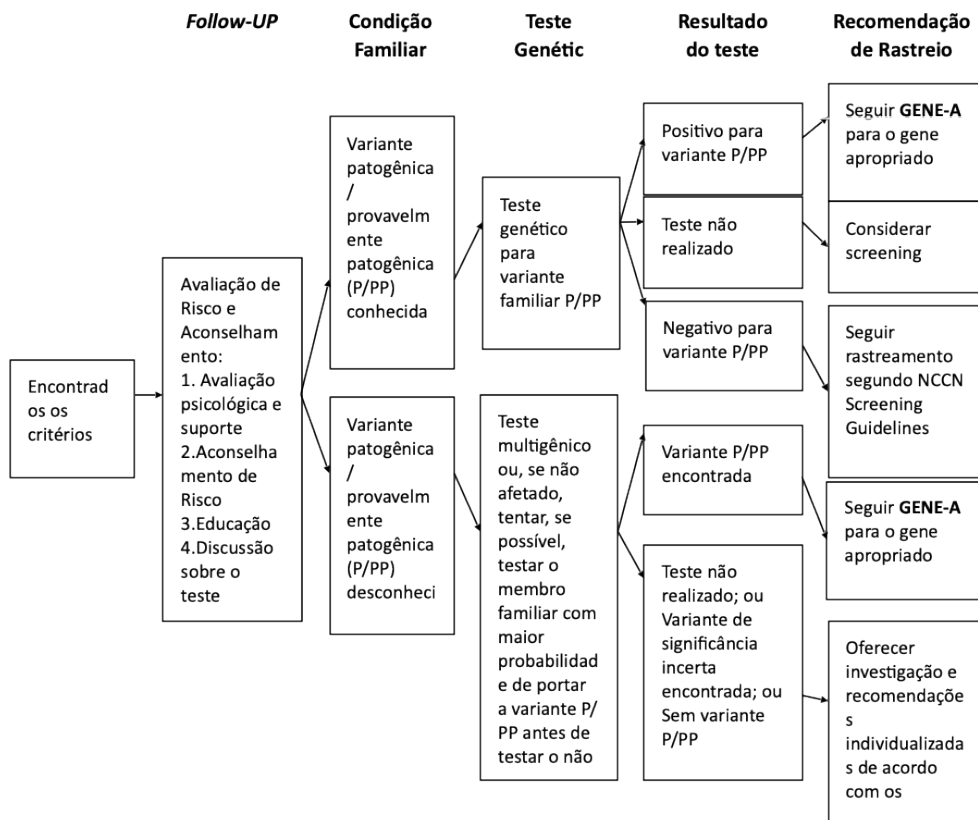 Follow-UP
Condição
Familiar
Teste
Genétic
Resultado
do teste
Recomendação
de Rastreio
Encontrad
os os
critérios
Avaliação de
Risco e
Aconselham
ento:
1. Avaliação
psicológica e
suporte
2.Aconselha
mento de
Risco
3.Educação
4.Discussão
sobre o
teste
Variante
patogênica
/
provavelm
ente
patogênica
(P/PP)
conhecida
Teste
genético
para
variante
familiar P/PP
Positivo para
variante P/PP
Seguir GENE-A
para o gene
apropriado
Teste não
realizado
Considerar
screening
Negativo para
variante P/PP
Seguir
rastreamento
segundo NCCN
Screening
Guidelines
Variante
patogênica
/
provavelm
ente
patogênica
(P/PP)
desconheci
Teste
multigênico
ou, se não
afetado,
tentar, se
possível,
testar o
membro
familiar com
maior
probabilidad
e de portar
a variante P/
PP antes de
testar o não
Variante P/PP
encontrada
Seguir GENE-A
para o gene
apropriado
Teste não
realizado; ou
Variante de
significância
incerta
encontrada; ou
Sem variante
P/PP
Oferecer
investigação e
recomendaçõe
s
individualizada
s de acordo
com os